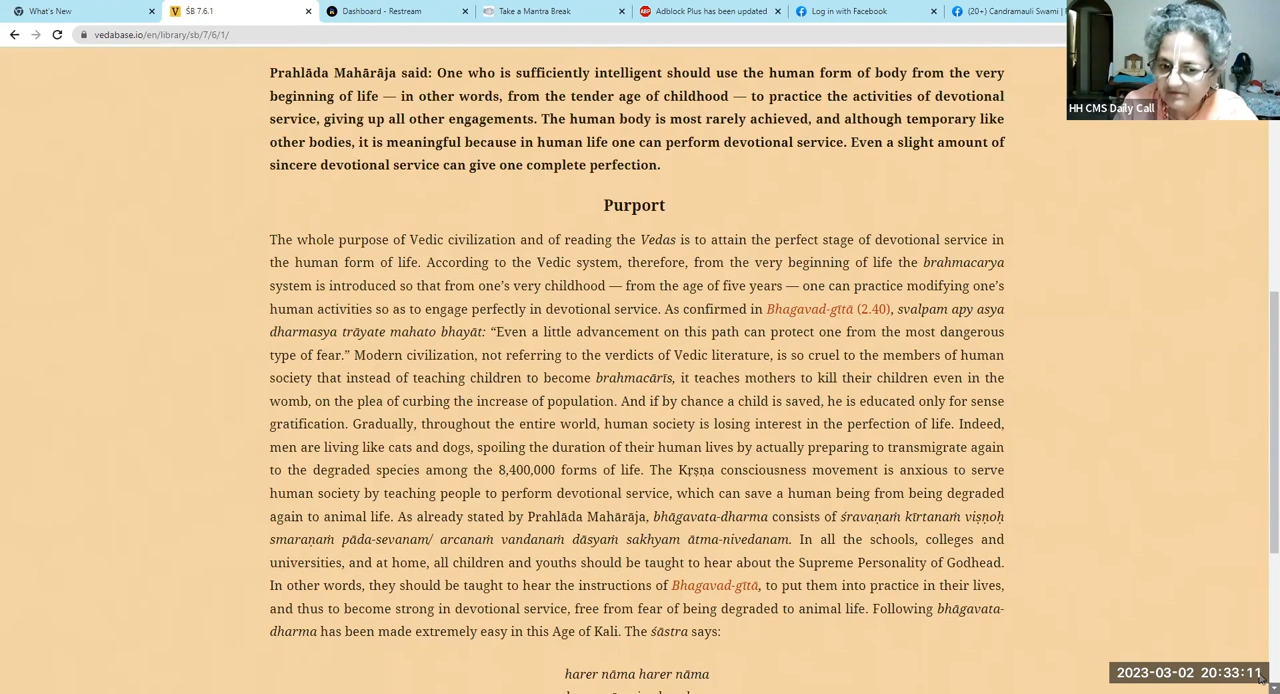 What's New
ŚB 7.6.1
Dashboard - Restream
Take a Mantra Break
Adblock Plus has been updated
Log in with Facebook
(20+) Candramauli Swami |
vedabase.io/en/library/sb/7/6/1/
HH CMS Daily Call
Prahlāda Mahārāja said: One who is sufficiently intelligent should use the human form of body from the very
beginning of life — in other words, from the tender age of childhood — to practice the activities of devotional
service, giving up all other engagements. The human body is most rarely achieved, and although temporary like
other bodies, it is meaningful because in human life one can perform devotional service. Even a slight amount of
sincere devotional service can give one complete perfection.
Purport
The whole purpose of Vedic civilization and of reading the Vedas is to attain the perfect stage of devotional service in
the human form of life. According to the Vedic system, therefore, from the very beginning of life the brahmacarya
system is introduced so that from one's very childhood — from the age of five years — one can practice modifying one's
human activities so as to engage perfectly in devotional service. As confirmed in Bhagavad-gītā (2.40), svalpam apy asya
dharmasya trāyate mahato bhayāt: “Even a little advancement on this path can protect one from the most dangerous
type of fear.” Modern civilization, not referring to the verdicts of Vedic literature, is so cruel to the members of human
society that instead of teaching children to become brahmacārīs, it teaches mothers to kill their children even in the
womb, on the plea of curbing the increase of population. And if by chance a child is saved, he is educated only for sense
gratification. Gradually, throughout the entire world, human society is losing interest in the perfection of life. Indeed,
men are living like cats and dogs, spoiling the duration of their human lives by actually preparing to transmigrate again
to the degraded species among the 8,400,000 forms of life. The Kṛṣṇa consciousness movement is anxious to serve
human society by teaching people to perform devotional service, which can save a human being from being degraded
again to animal life. As already stated by Prahlāda Mahārāja, bhāgavata-dharma consists of śravaṇaṁ kīrtanaṁ viṣṇoḥ
smaraṇaṁ pāda-sevanam/ arcanaṁ vandanaṁ dāsyaṁ sakhyam ātma-nivedanam. In all the schools, colleges and
universities, and at home, all children and youths should be taught to hear about the Supreme Personality of Godhead.
In other words, they should be taught to hear the instructions of Bhagavad-gītā, to put them into practice in their lives,
and thus to become strong in devotional service, free from fear of being degraded to animal life. Following bhāgavata-
dharma has been made extremely easy in this Age of Kali. The śāstra says:
harer nāma harer nāma
2023-03-02 20:33:11